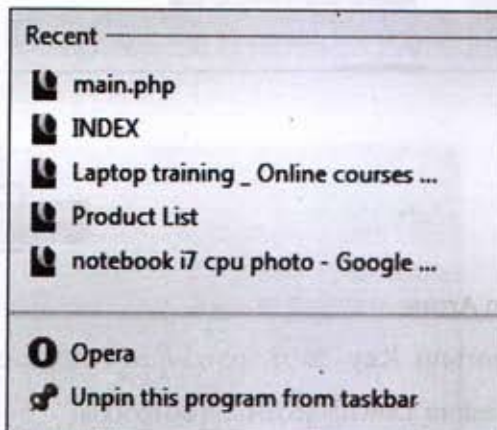 Recent
main.php
INDEX
Laptop training _ Online courses ...
Product List
notebook i7 cpu photo - Google ...
Opera
Unpin this program from taskbar